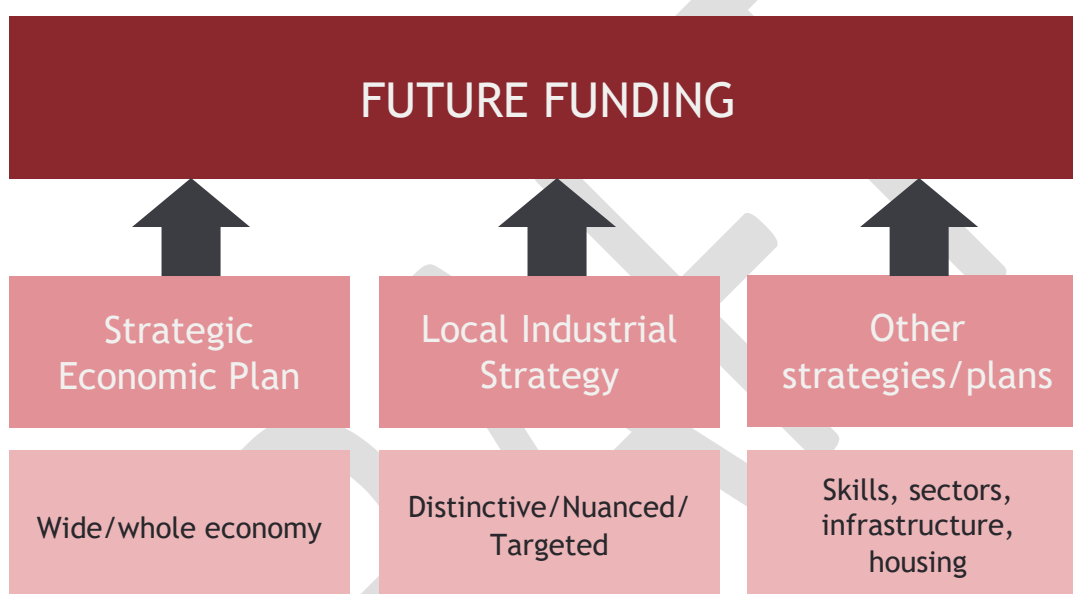 FUTURE FUNDING
Strategic
Economic Plan
Local Industrial
Strategy
Other
strategies/plans
Wide/whole economy
Distinctive/Nuanced/
Targeted
Skills, sectors,
infrastructure,
housing